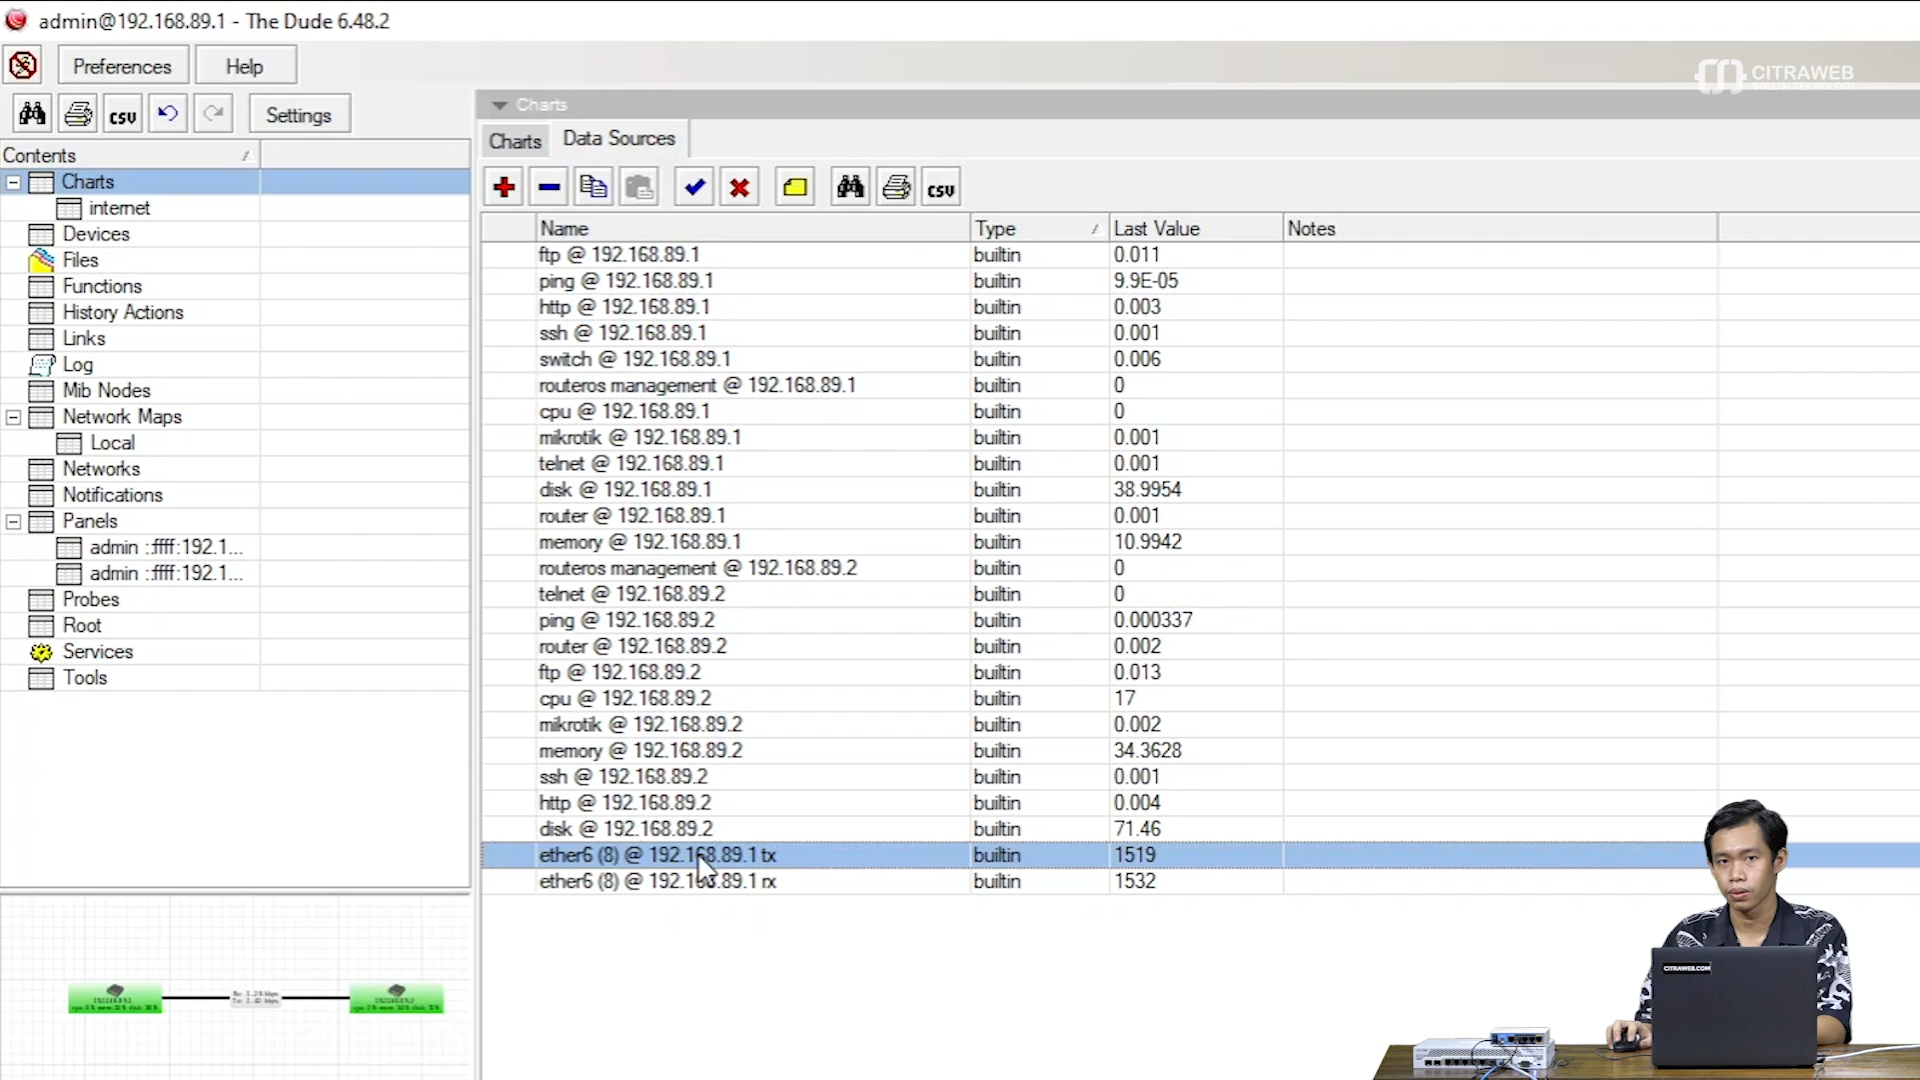 admin@192.168.89.1 - The Dude 6.48.2
Preferences
Help
CITRAWEB
csv
Settings
Charts
Charts
Data Sources
csv
Contents
Charts
internet
Devices
Files
Functions
History Actions
Links
Log
Mib Nodes
Network Maps
Local
Networks
Notifications
Panels
admin ::ffff:192.1...
admin ::ffff:192.1...
Probes
Root
Services
Tools
Name Type Last Value Notes
ftp @ 192.168.89.1 builtin 0.011
ping @ 192.168.89.1 builtin 9.9E-05
http @ 192.168.89.1 builtin 0.003
ssh @ 192.168.89.1 builtin 0.001
switch @ 192.168.89.1 builtin 0.006
routeros management @ 192.168.89.1 builtin 0
cpu @ 192.168.89.1 builtin 0
mikrotik @ 192.168.89.1 builtin 0.001
telnet @ 192.168.89.1 builtin 0.001
disk @ 192.168.89.1 builtin 38.9954
router @ 192.168.89.1 builtin 0.001
memory @ 192.168.89.1 builtin 10.9942
routeros management @ 192.168.89.2 builtin 0
telnet @ 192.168.89.2 builtin 0
ping @ 192.168.89.2 builtin 0.000337
router @ 192.168.89.2 builtin 0.002
ftp @ 192.168.89.2 builtin 0.013
cpu @ 192.168.89.2 builtin 17
mikrotik @ 192.168.89.2 builtin 0.002
memory @ 192.168.89.2 builtin 34.3628
ssh @ 192.168.89.2 builtin 0.001
http @ 192.168.89.2 builtin 0.004
disk @ 192.168.89.2 builtin 71.46
ether6 (8) @ 192.168.89.1 tx builtin 1519
ether6 (8) @ 192.168.89.1 rx builtin 1532
CITRAWEB.COM